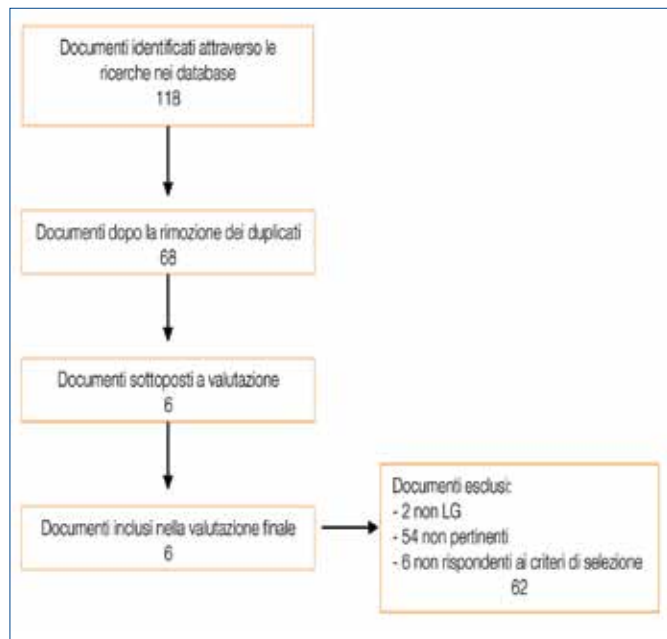 Documenti identificati attraverso le
ricerche nei database
118
Documenti dopo la rimozione dei duplicati
68
Documenti sottoposti a valutazione
6
Documenti inclusi nella valutazione finale
6
Documenti esclusi:
- 2 non LG
- 54 non pertinenti
- 6 non rispondenti ai criteri di selezione
62